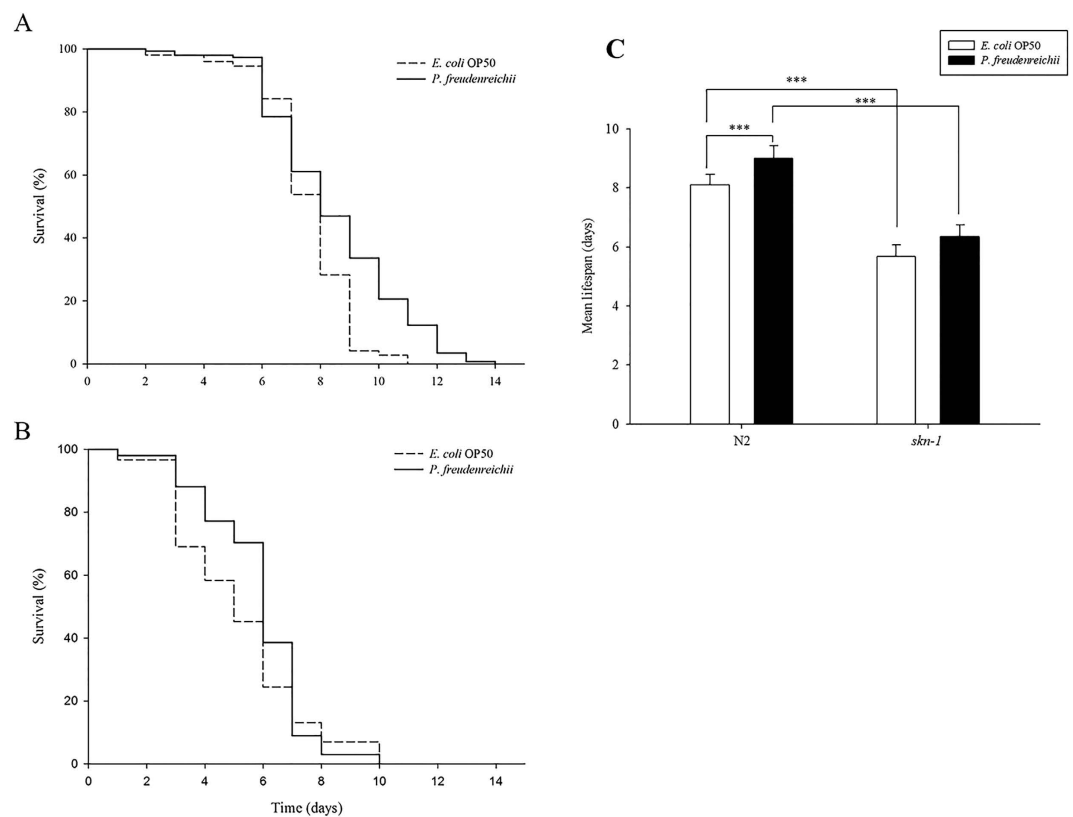 A
E. coli OP50
P. freudenreichii
100
80
60
40
20
0
Survival (%)
0 2 4 6 8 10 12 14
B
E. coli OP50
P. freudenreichii
100
80
60
40
20
0
Survival (%)
0 2 4 6 8 10 12 14
Time (days)
C
E. coli OP50
P. freudenreichii
***
***
***
10
8
6
4
2
0
Mean lifespan (days)
N2 skn-1